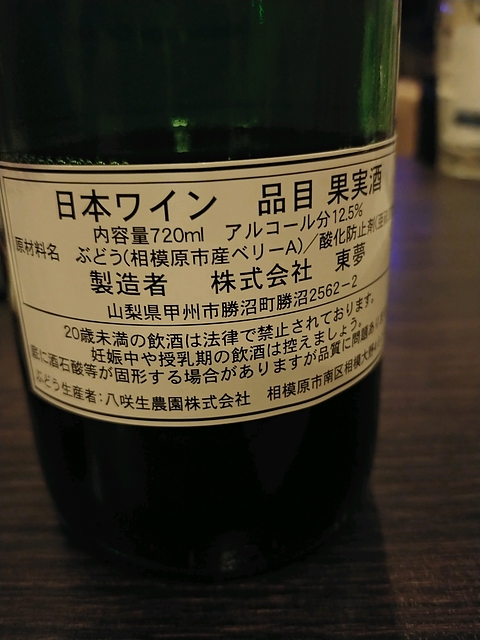 日本ワイン 品目 果実酒
内容量720ml アルコール分12.5%
原材料名 ぶどう(相模原市産ベリーA)/酸化防止剤
製造者 株式会社 東夢
山梨県甲州市勝沼町勝沼2562-2
20歳未満の飲酒は法律で禁止されております。
妊娠中や授乳期の飲酒は控えましょう。
底に酒石酸等が固形する場合がありますが品質に問題あ
ぶどう生産者:八咲生農園株式会社 相模原市南区相模大野